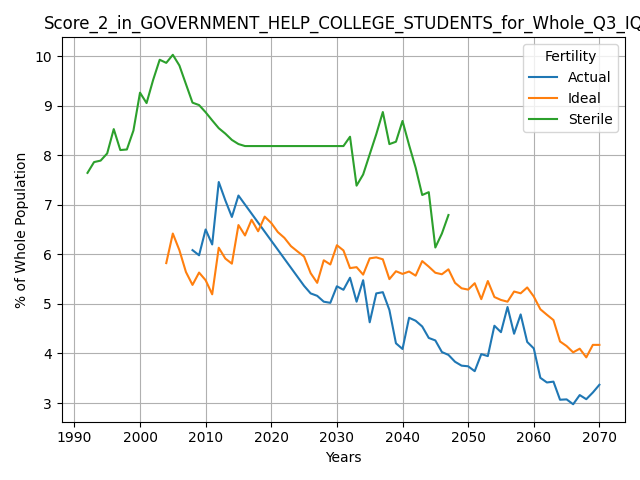 Score_2_in_GOVERNMENT_HELP_COLLEGE_STUDENTS_for_Whole_Q3_IQ
Fertility
Actual
Ideal
Sterile
% of Whole Population
10
9
8
7
6
5
4
3
1990 2000 2010 2020 2030 2040 2050 2060 2070
Years